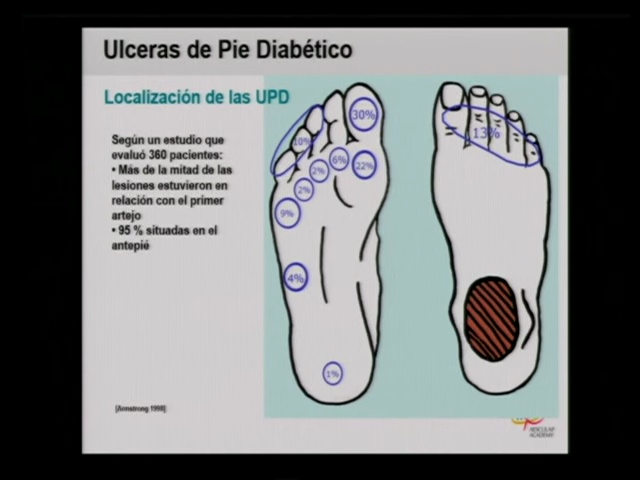 Ulceras de Pie Diabético
Localización de las UPD
Según un estudio que
evaluó 360 pacientes:
• Más de la mitad de las
lesiones estuvieron en
relación con el primer
artejo
• 95 % situadas en el
antepié
30%
10%
6%
22%
2%
2%
9%
4%
1%
13%
[Armstrong 1998]
AESCULAP
ACADEMY